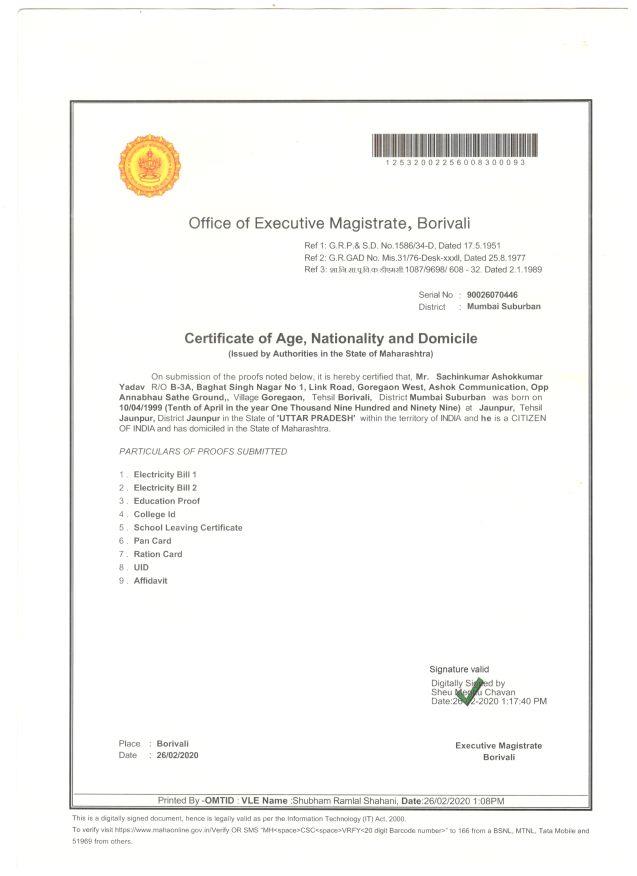 12532002256008300093
Office of Executive Magistrate, Borivali
Ref 1: G.R.P.& S.D. No.1586/34-D, Dated 17.5.1951
Ref 2: G.R.GAD No. Mis.31/76-Desk-xxxII, Dated 25.8.1977
Ref 3: 1087/9698/ 608 - 32. Dated 2.1.1989
Serial No : 90026070446
District : Mumbai Suburban
Certificate of Age, Nationality and Domicile
(Issued by Authorities in the State of Maharashtra)
On submission of the proofs noted below, it is hereby certified that, Mr. Sachinkumar Ashokkumar
Yadav R/O B-3A, Baghat Singh Nagar No 1, Link Road, Goregaon West, Ashok Communication, Opp
Annabhau Sathe Ground,, Village Goregaon, Tehsil Borivali, District Mumbai Suburban was born on
10/04/1999 (Tenth of April in the year One Thousand Nine Hundred and Ninety Nine) at Jaunpur, Tehsil
Jaunpur, District Jaunpur in the State of 'UTTAR PRADESH' within the territory of INDIA and he is a CITIZEN
OF INDIA and has domiciled in the State of Maharashtra.
PARTICULARS OF PROOFS SUBMITTED
1 . Electricity Bill 1
2 . Electricity Bill 2
3 . Education Proof
4 . College Id
5 . School Leaving Certificate
6 . Pan Card
7 . Ration Card
8 . UID
9 . Affidavit
Signature valid
Digitally Signed by
Sheu Chavan
Date: -2020 1:17:40 PM
Place : Borivali
Date : 26/02/2020
Executive Magistrate
Borivali
Printed By -OMTID : VLE Name :Shubham Ramlal Shahani, Date:26/02/2020 1:08PM
This is a digitally signed document, hence is legally valid as per the Information Technology (IT) Act, 2000.
To verify visit https://www.mahaonline.gov.in/Verify OR SMS "MH<space>CSC<space>VRFY<20 digit Barcode number>" to 166 from a BSNL, MTNL, Tata Mobile and
51969 from others.